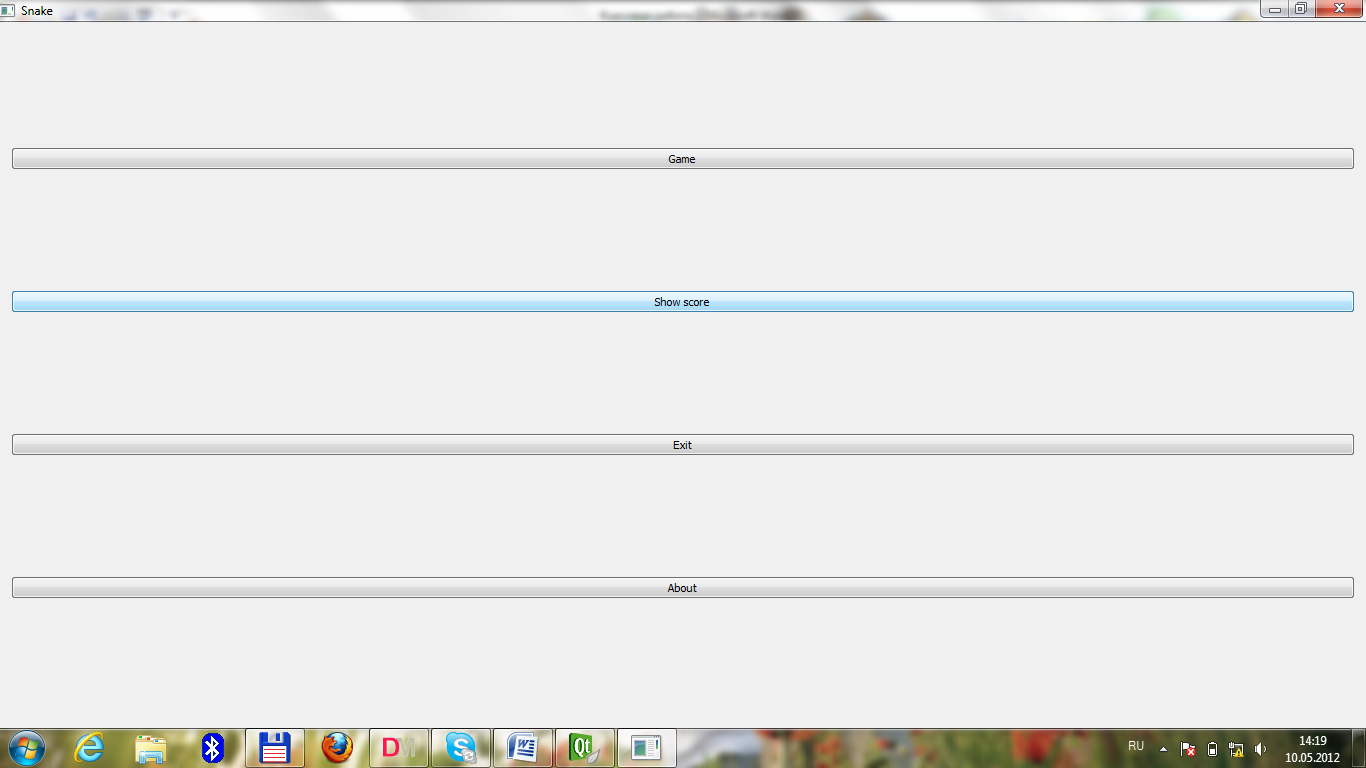 Snake
Game
Show score
Exit
About
RU
14:19
10.05.2012